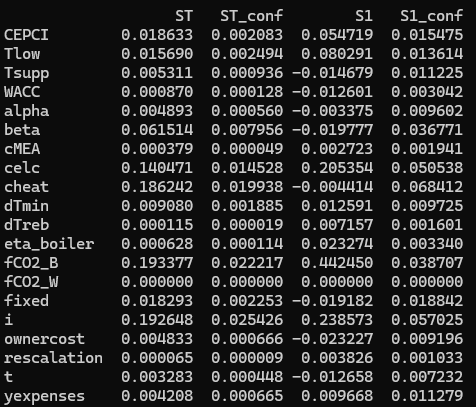 ST ST_conf S1 S1_conf
CEPCI 0.018633 0.002083 0.054719 0.015475
Tlow 0.015690 0.002494 0.080291 0.013614
Tsupp 0.005311 0.000936 -0.014679 0.011225
WACC 0.000870 0.000128 -0.012601 0.003042
alpha 0.004893 0.000560 -0.003375 0.009602
beta 0.061514 0.007956 -0.019777 0.036771
cMEA 0.000379 0.000049 0.002723 0.001941
celc 0.140471 0.014528 0.205354 0.050538
cheat 0.186242 0.019938 -0.004414 0.068412
dTmin 0.009080 0.001885 0.012591 0.009725
dTreb 0.000115 0.000019 0.007157 0.001601
eta_boiler 0.000628 0.000114 0.023274 0.003340
fCO2_B 0.193377 0.022217 0.442450 0.038707
fCO2_W 0.000000 0.000000 0.000000 0.000000
fixed 0.018293 0.002253 -0.019182 0.018842
i 0.192648 0.025426 0.238573 0.057025
ownercost 0.004833 0.000666 -0.023227 0.009196
rescalation 0.000065 0.000009 0.003826 0.001033
t 0.003283 0.000448 -0.012658 0.007232
yexpenses 0.004208 0.000665 0.009668 0.011279